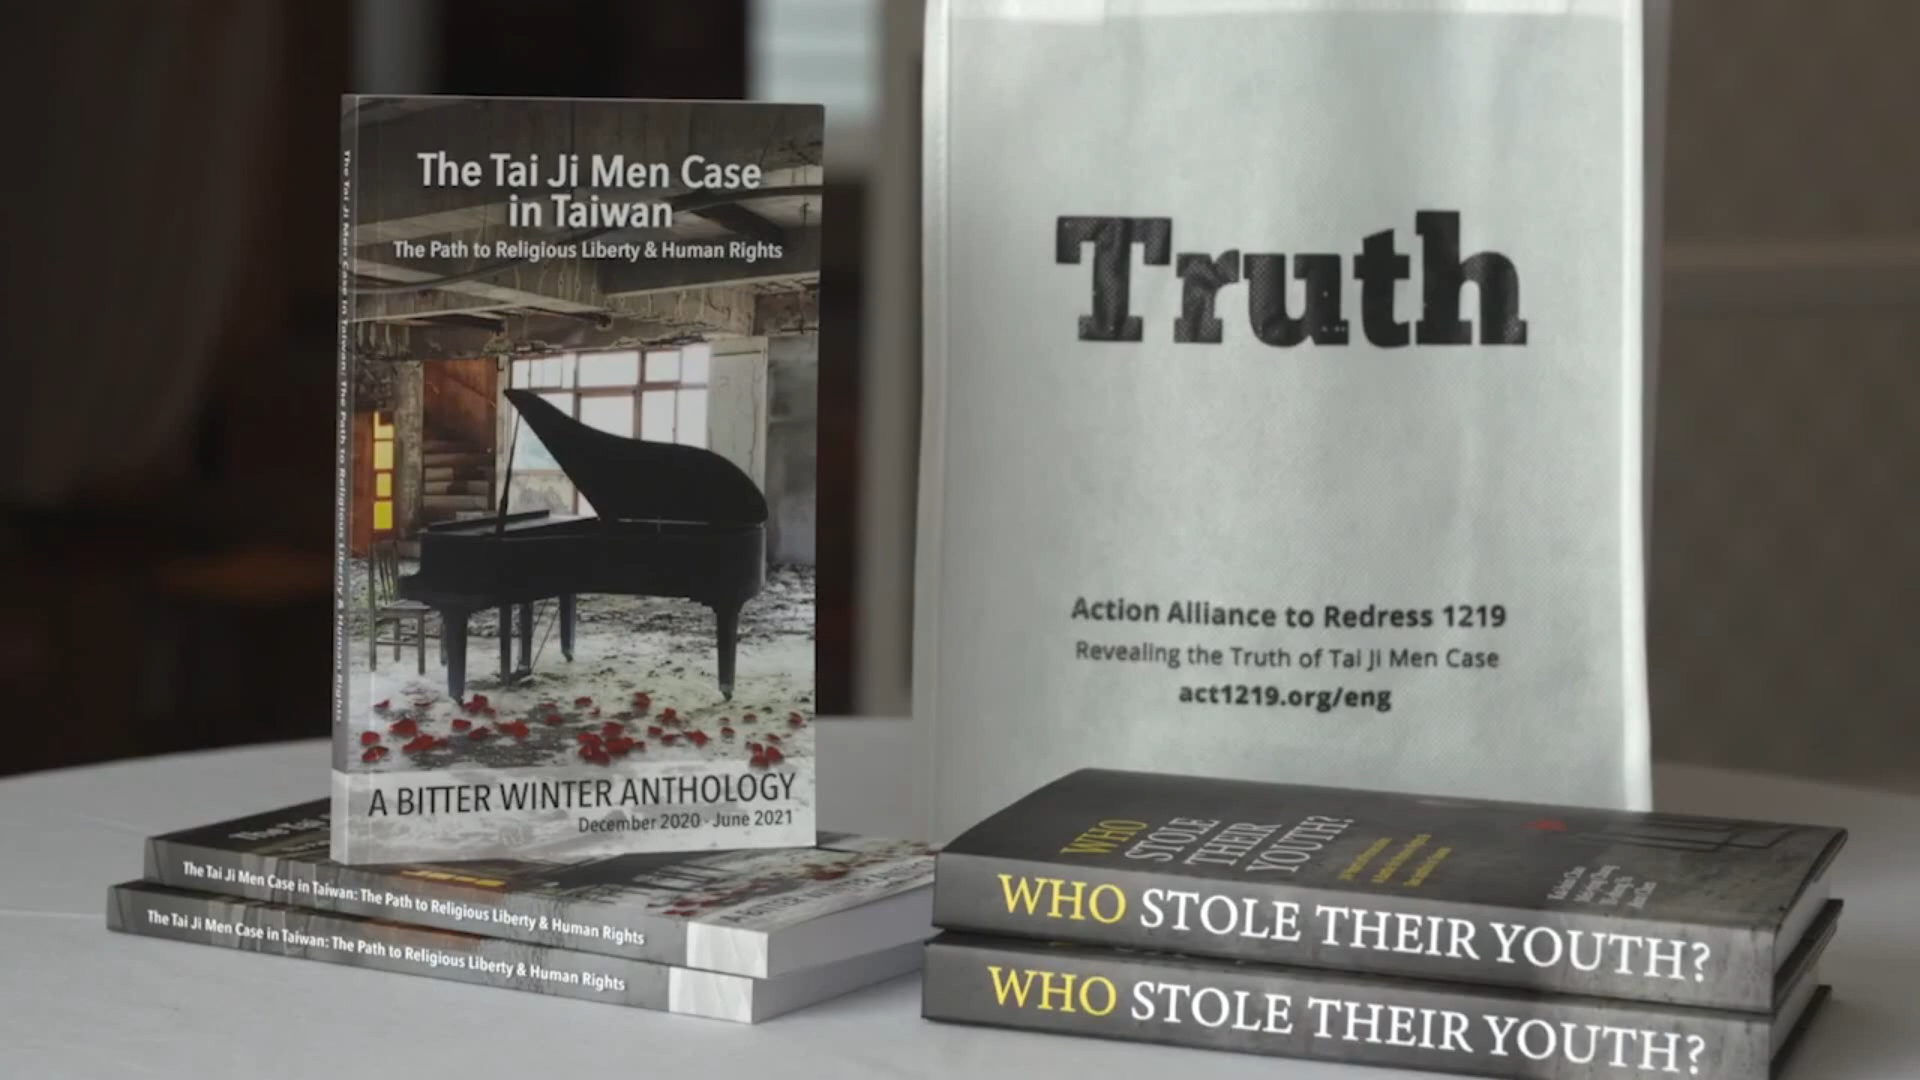 The Tai Ji Men Case
in Taiwan
The Path to Religious Liberty & Human Rights
A BITTER WINTER ANTHOLOGY
December 2020 - June 2021
The Tai Ji Men Case in Taiwan: The Path to Religious Liberty & Human Rights
The Tai Ji Men Case in Taiwan: The Path to Religious Liberty & Human Rights
The Tai Ji Men Case in Taiwan: The Path to Religious Liberty & Human Rights
Truth
Action Alliance to Redress 1219
Revealing the Truth of Tai Ji Men Case
act1219.org/eng
WHO
STOLE
THEIR
YOUTH?
WHO STOLE THEIR YOUTH?
WHO STOLE THEIR YOUTH?